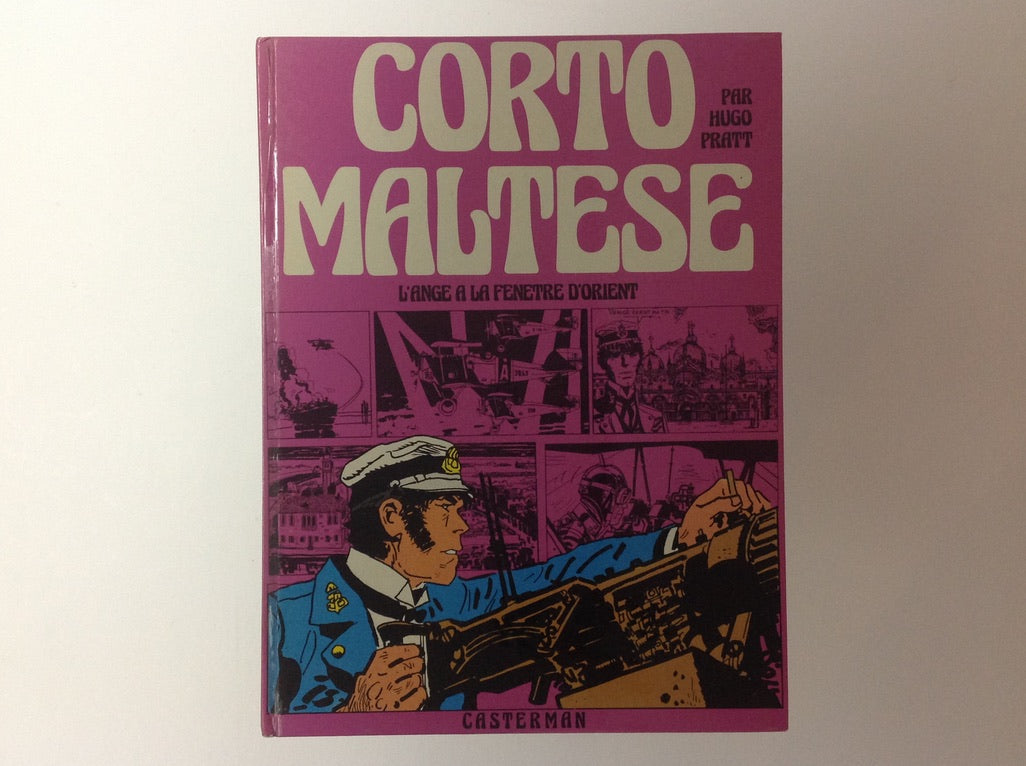 CORTO
MALTESE
PAR
HUGO
PRATT
L'ANGE A LA FENETRE D'ORIENT
CASTERMAN